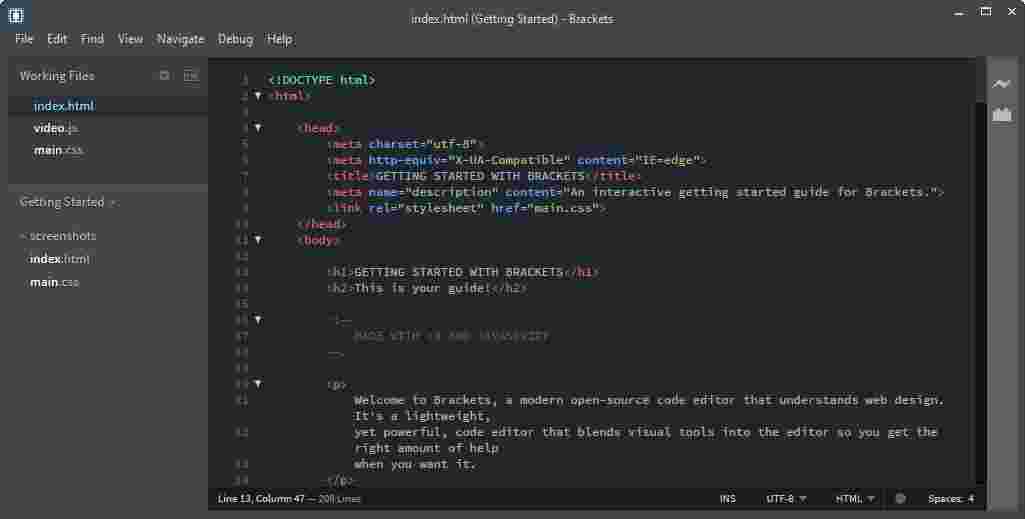 index.html (Getting Started) - Brackets
File Edit Find View Navigate Debug Help
Working Files
index.html
video.js
main.css
Getting Started
screenshots
index.html
main.css
1 <!DOCTYPE html>
2 <html>
3
4 <head>
5 <meta charset="utf-8">
6 <meta http-equiv="X-UA-Compatible" content="IE=edge">
7 <title>GETTING STARTED WITH BRACKETS</title>
8 <meta name="description" content="An interactive getting started guide for Brackets.">
9 <link rel="stylesheet" href="main.css">
10 </head>
11 <body>
12
13 <h1>GETTING STARTED WITH BRACKETS</h1>
14 <h2>This is your guide!</h2>
15
16 <!--
17 MADE WITH <3 AND JAVASCRIPT
18 -->
19
20 <p>
21 Welcome to Brackets, a modern open-source code editor that understands web design.
It's a lightweight,
22 yet powerful, code editor that blends visual tools into the editor so you get the
right amount of help
23 when you want it.
24 </p>
Line 13, Column 47 — 200 Lines
INS UTF-8 HTML Spaces: 4